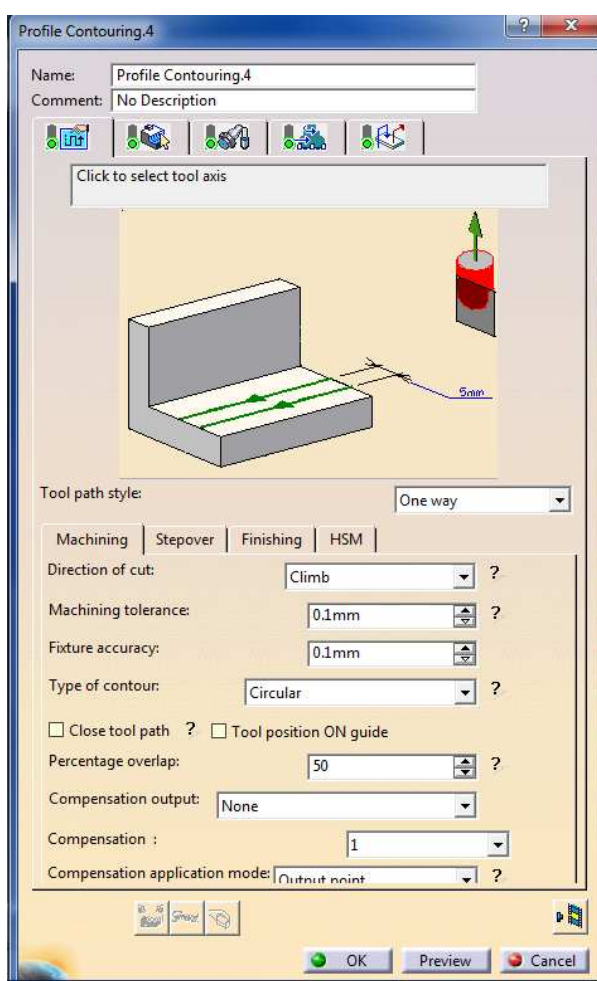 Profile Contouring.4
?
Name: Profile Contouring.4
Comment: No Description
Click to select tool axis
5mm
Tool path style: One way
Machining Stepover Finishing HSM
Direction of cut: Climb ?
Machining tolerance: 0.1mm ?
Fixture accuracy: 0.1mm
Type of contour: Circular ?
Close tool path ? Tool position ON guide
Percentage overlap: 50 ?
Compensation output: None
Compensation : 1
Compensation application mode: Output point ?
OK Preview Cancel